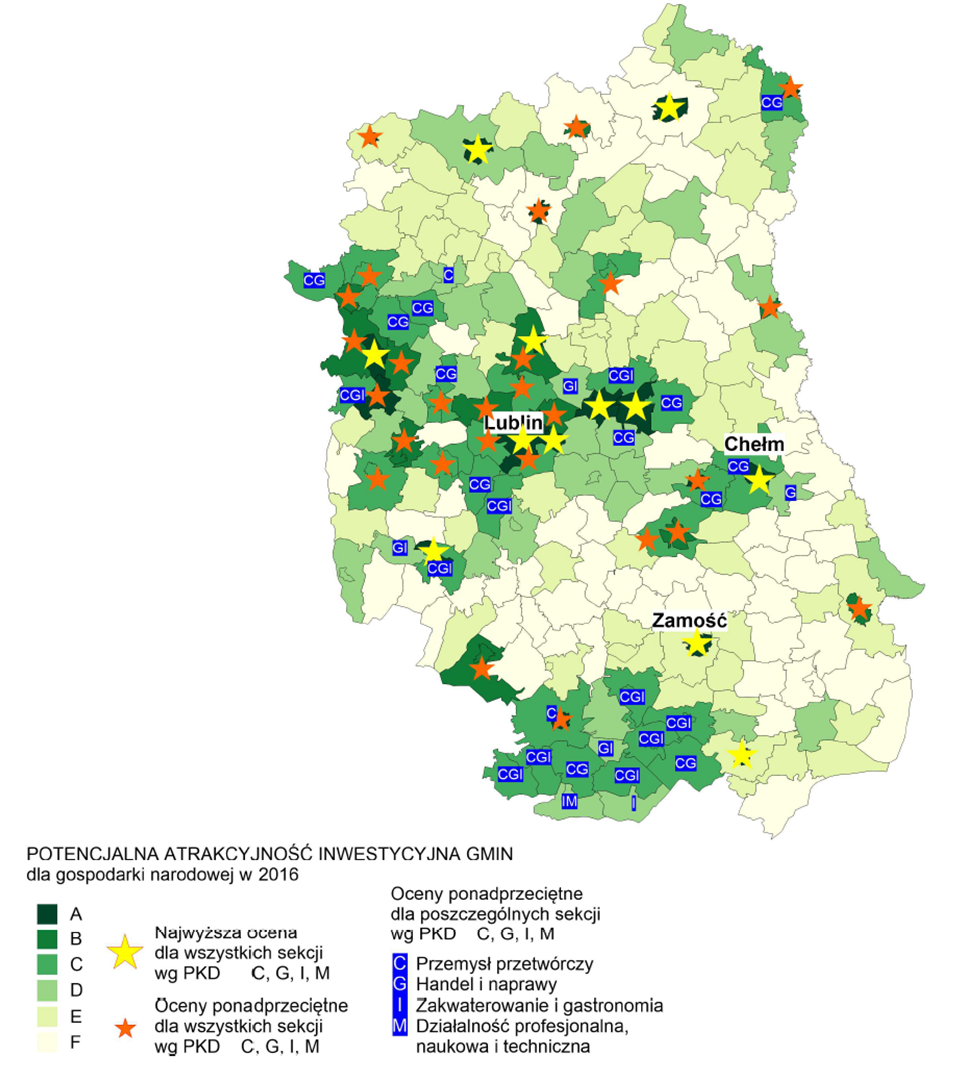 CG
CG
C
CG
CG
CG
CGI
GI
CGI
CG
Lublin
CG
Chełm
CG
CG
G
CG
CGI
GI
CGI
Zamość
CGI
C
CGI
CGI
GI
CGI
CG
CGI
CG
CGI
IM
I
POTENCJALNA ATRAKCYJNOŚĆ INWESTYCYJNA GMIN
dla gospodarki narodowej w 2016
A
B
C
D
E
F
Najwyższa ocena
dla wszystkich sekcji
wg PKD C, G, I, M
Oceny ponadprzeciętne
dla wszystkich sekcji
wg PKD C, G, I, M
Oceny ponadprzeciętne
dla poszczególnych sekcji
wg PKD C, G, I, M
C Przemysł przetwórczy
G Handel i naprawy
I Zakwaterowanie i gastronomia
M Działalność profesjonalna,
naukowa i techniczna